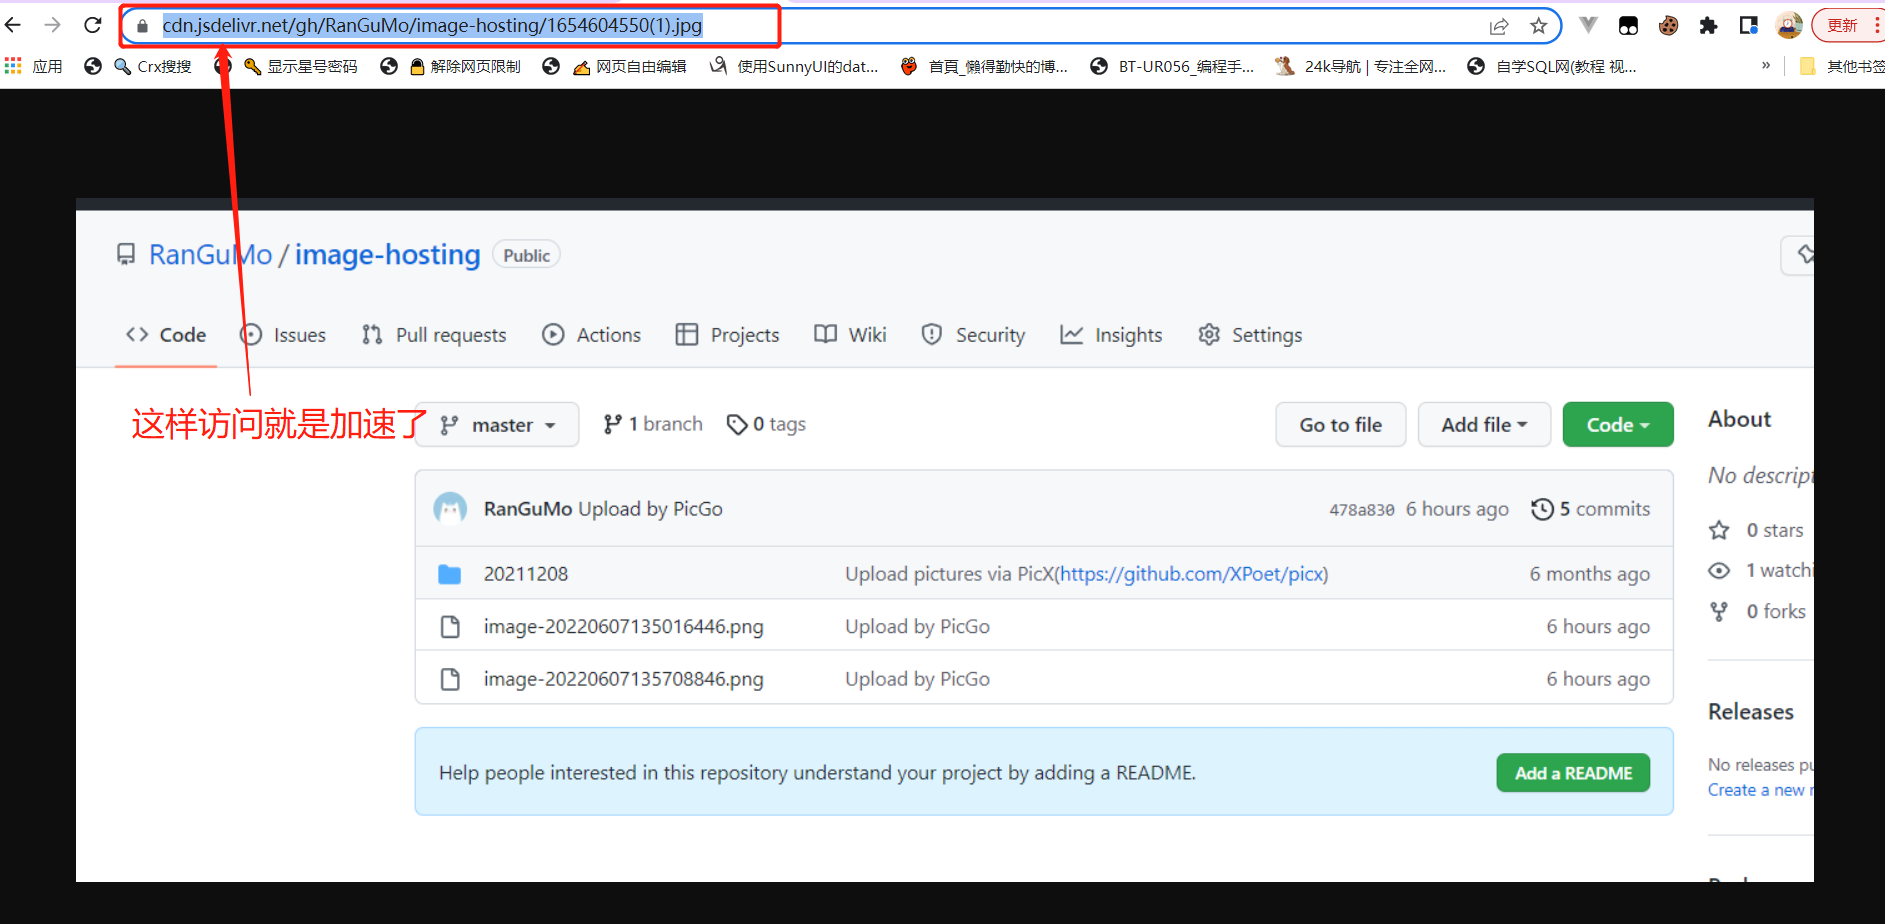 cdn.jsdelivr.net/gh/RanGuMo/image-hosting/1654604550(1).jpg
更新
应用
Crx搜搜
显示星号密码
解除网页限制
网页自由编辑
使用SunnyUI的dat...
首頁_懶得勤快的博...
BT-UR056_编程手...
24k导航 | 专注全网...
自学SQL网(教程 视...
»
其他书签
RanGuMo / image-hosting Public
Code
Issues
Pull requests
Actions
Projects
Wiki
Security
Insights
Settings
这样访问就是加速了
master
1 branch
0 tags
Go to file
Add file
Code
About
RanGuMo Upload by PicGo
478a830 6 hours ago
5 commits
No descript
0 stars
20211208
Upload pictures via PicX(https://github.com/XPoet/picx)
6 months ago
1 watchi
0 forks
image-20220607135016446.png
Upload by PicGo
6 hours ago
image-20220607135708846.png
Upload by PicGo
6 hours ago
Releases
Help people interested in this repository understand your project by adding a README.
Add a README
No releases pu
Create a new r